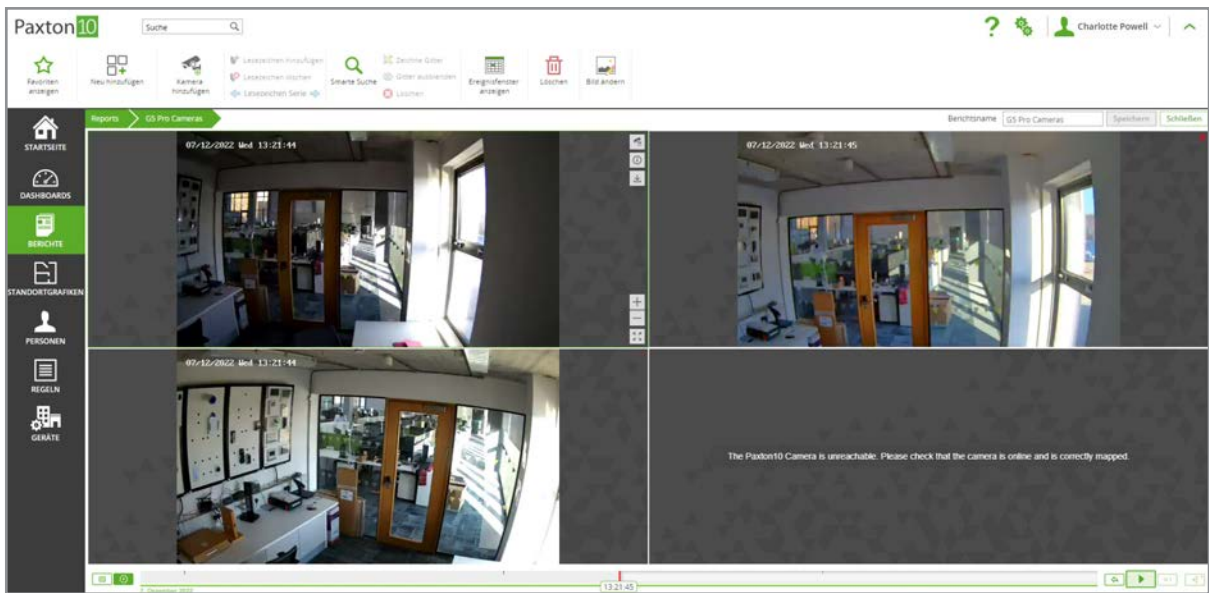 Paxton10
Suche
Charlotte Powell
Favoriten anzeigen
Neu hinzufügen
Kamera hinzufügen
Lesezeichen hinzufügen
Lesezeichen löschen
Lesezeichen Serie
Smarte Suche
Zeichne Gitter
Gitter ausblenden
Löschen
Ereignisfenster anzeigen
Löschen
Bild ändern
Reports
G5 Pro Cameras
Berichtsname
G5 Pro Cameras
Speichern
Schließen
STARTSEITE
DASHBOARDS
BERICHTE
STANDORTGRAFIKEN
PERSONEN
REGELN
GERÄTE
07/12/2022 Wed 13:21:44
07/12/2022 Wed 13:21:45
07/12/2022 Wed 13:21:44
The Paxton10 Camera is unreachable. Please check that the camera is online and is correctly mapped.
13:21:45